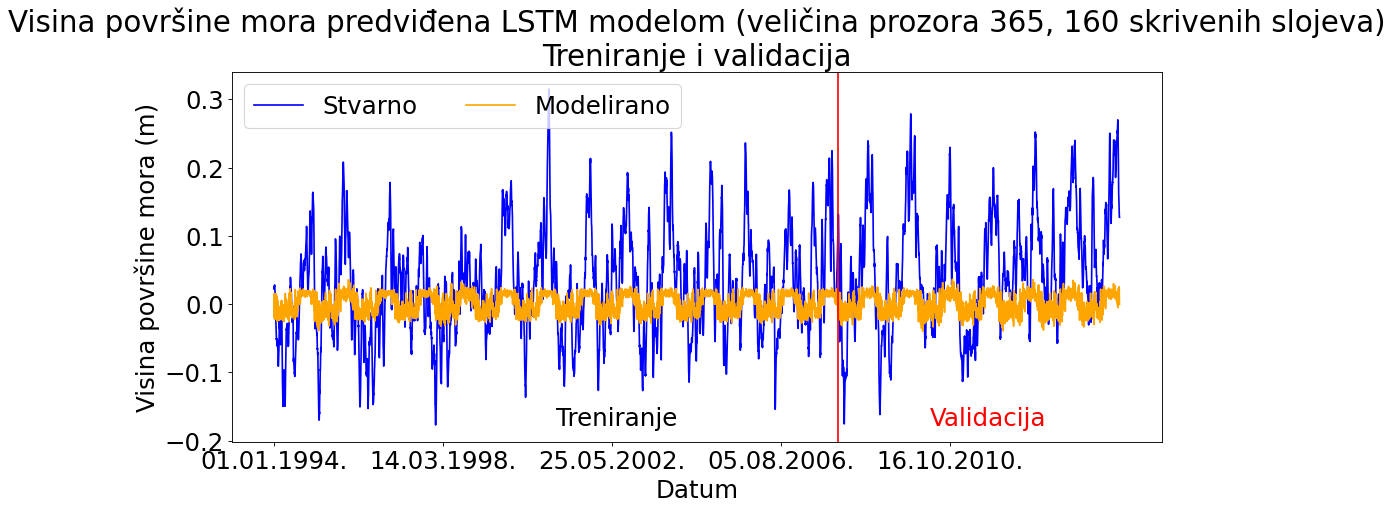 Visina površine mora predviđena LSTM modelom (veličina prozora 365, 160 skrivenih slojeva)
Treniranje i validacija
Stvarno
Modelirano
Visina površine mora (m)
0.3
0.2
0.1
0.0
−0.1
−0.2
Treniranje
Validacija
01.01.1994.
14.03.1998.
25.05.2002.
05.08.2006.
16.10.2010.
Datum